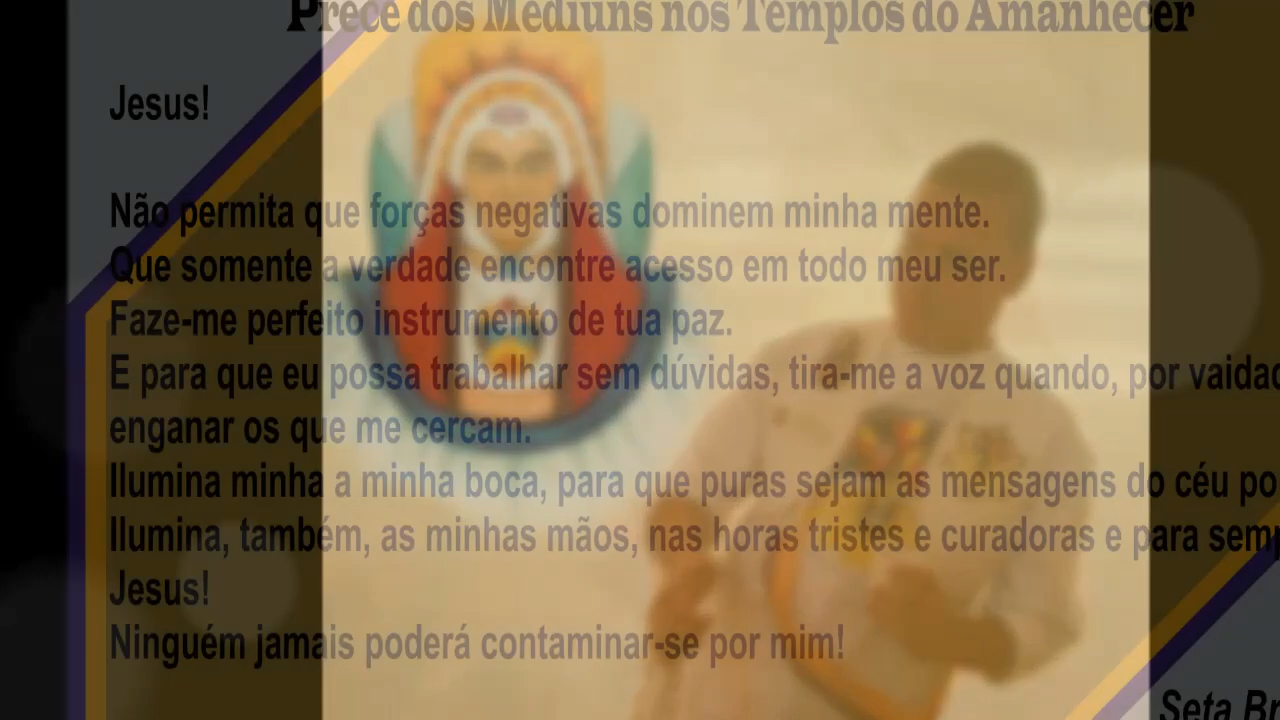 Prece dos Médiuns nos Templos do Amanhecer
Jesus!
Não permita que forças negativas dominem minha mente.
Que somente a verdade encontre acesso em todo meu ser.
Faze-me perfeito instrumento de tua paz.
E para que eu possa trabalhar sem dúvidas, tira-me a voz quando, por vaidad
enganar os que me cercam.
Ilumina minha a minha boca, para que puras sejam as mensagens do céu po
Ilumina, também, as minhas mãos, nas horas tristes e curadoras e para sem
Jesus!
Ninguém jamais poderá contaminar-se por mim!
Seta Br